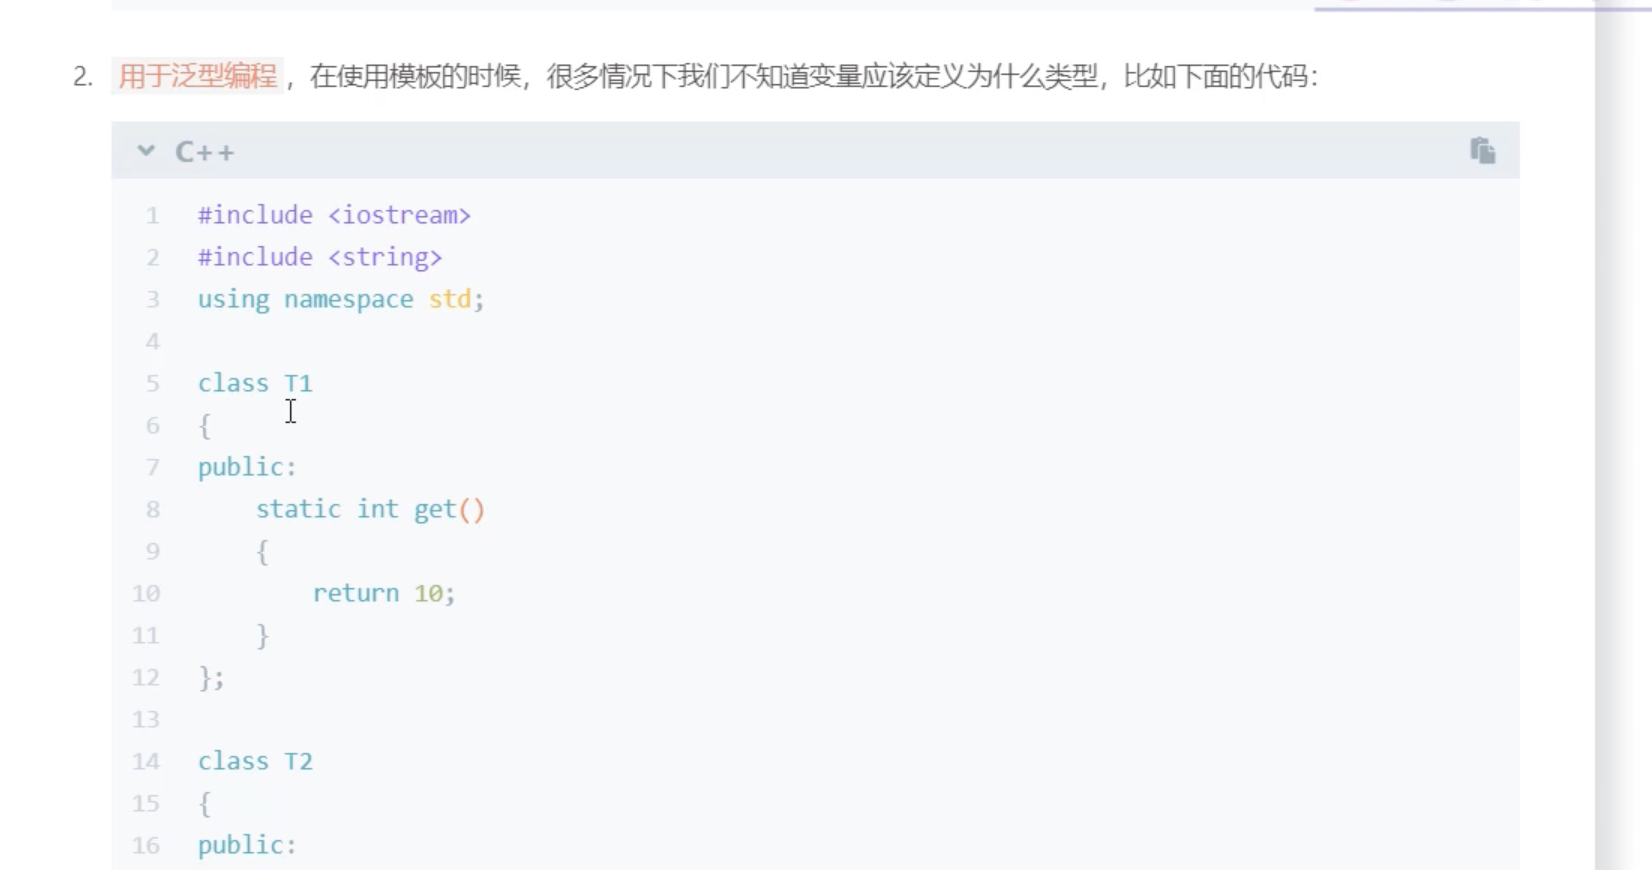 2. 用于泛型编程，在使用模板的时候，很多情况下我们不知道变量应该定义为什么类型，比如下面的代码：
C++
1 #include <iostream>
2 #include <string>
3 using namespace std;
4
5 class T1
6 {
7 public:
8 static int get()
9 {
10 return 10;
11 }
12 };
13
14 class T2
15 {
16 public: